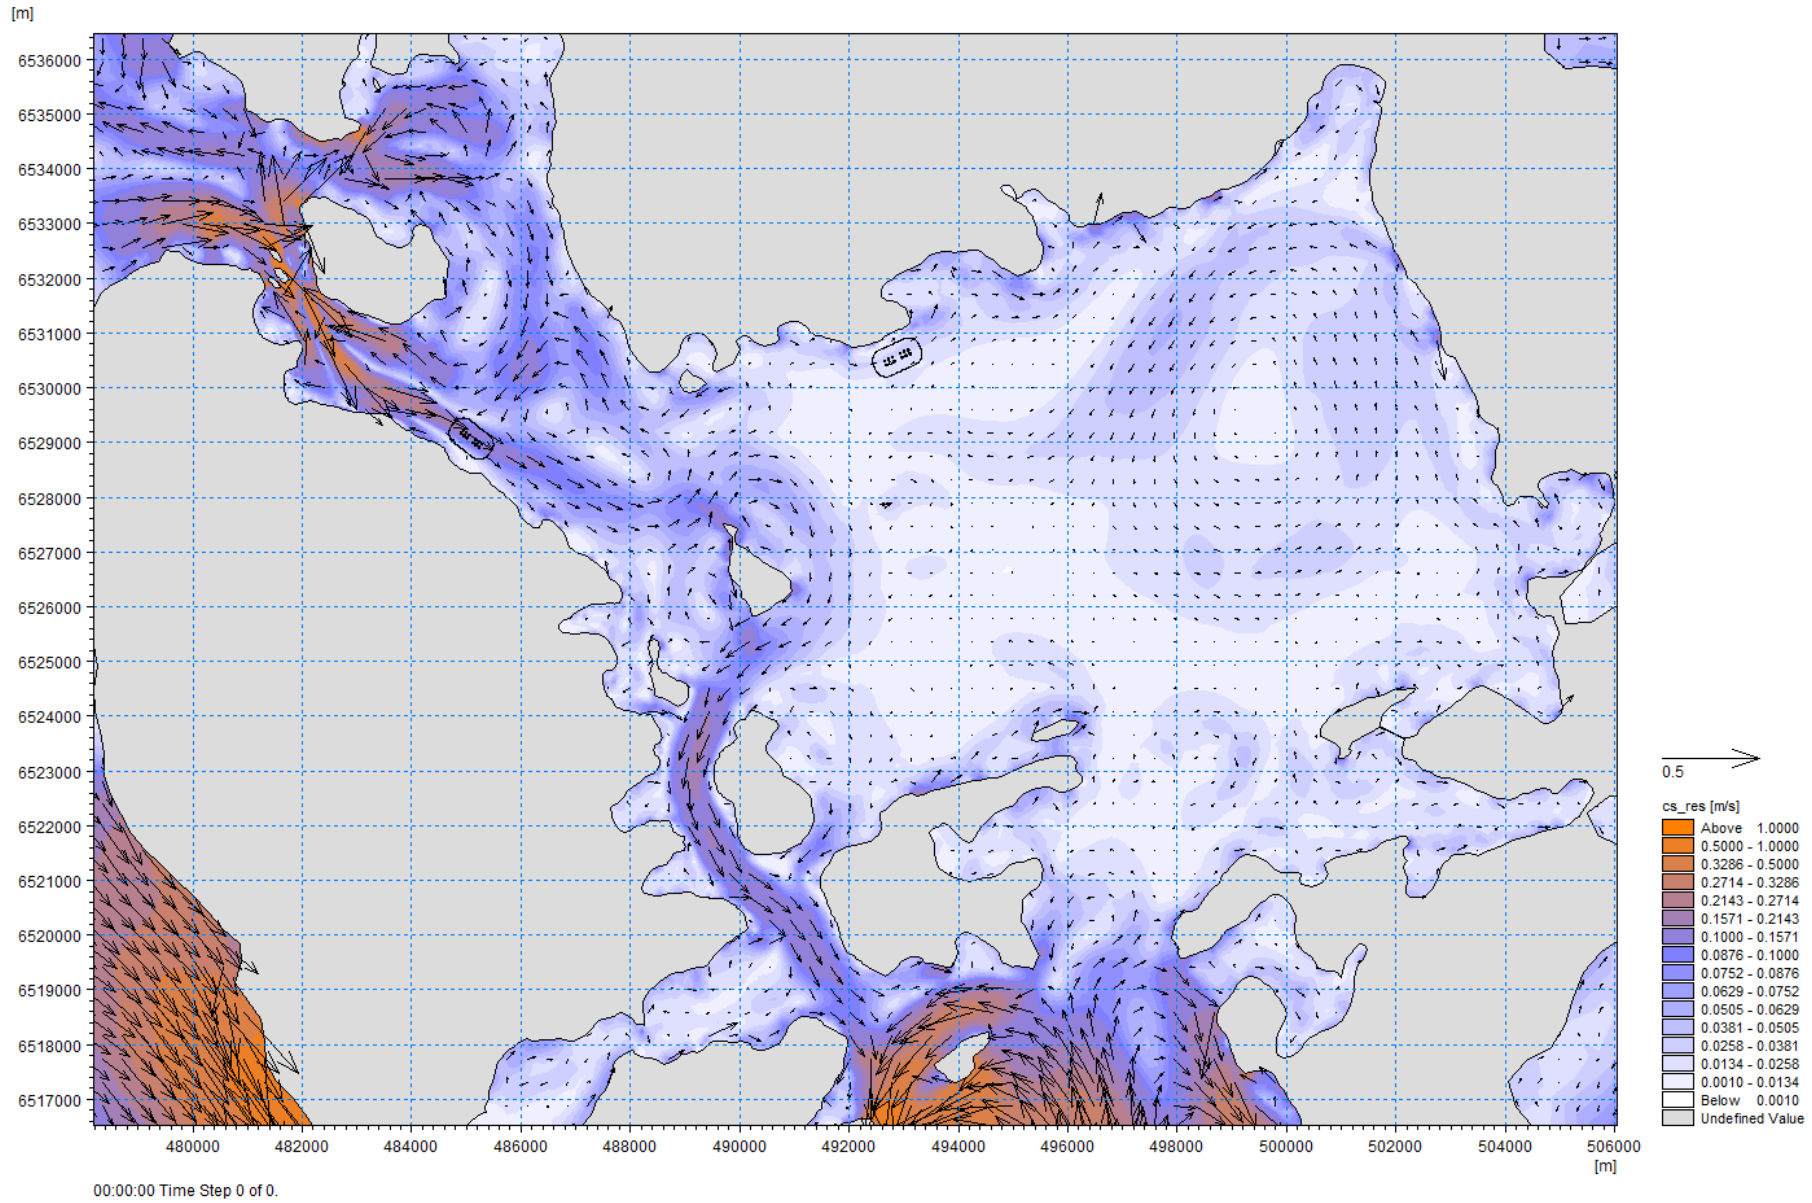 [m]
6536000
6535000
6534000
6533000
6532000
6531000
6530000
6529000
6528000
6527000
6526000
6525000
6524000
6523000
6522000
6521000
6520000
6519000
6518000
6517000
480000 482000 484000 486000 488000 490000 492000 494000 496000 498000 500000 502000 504000 506000
[m]
00:00:00 Time Step 0 of 0.
0.5
cs_res [m/s]
Above 1.0000
0.5000 - 1.0000
0.3286 - 0.5000
0.2714 - 0.3286
0.2143 - 0.2714
0.1571 - 0.2143
0.1000 - 0.1571
0.0876 - 0.1000
0.0752 - 0.0876
0.0629 - 0.0752
0.0505 - 0.0629
0.0381 - 0.0505
0.0258 - 0.0381
0.0134 - 0.0258
0.0010 - 0.0134
Below 0.0010
Undefined Value